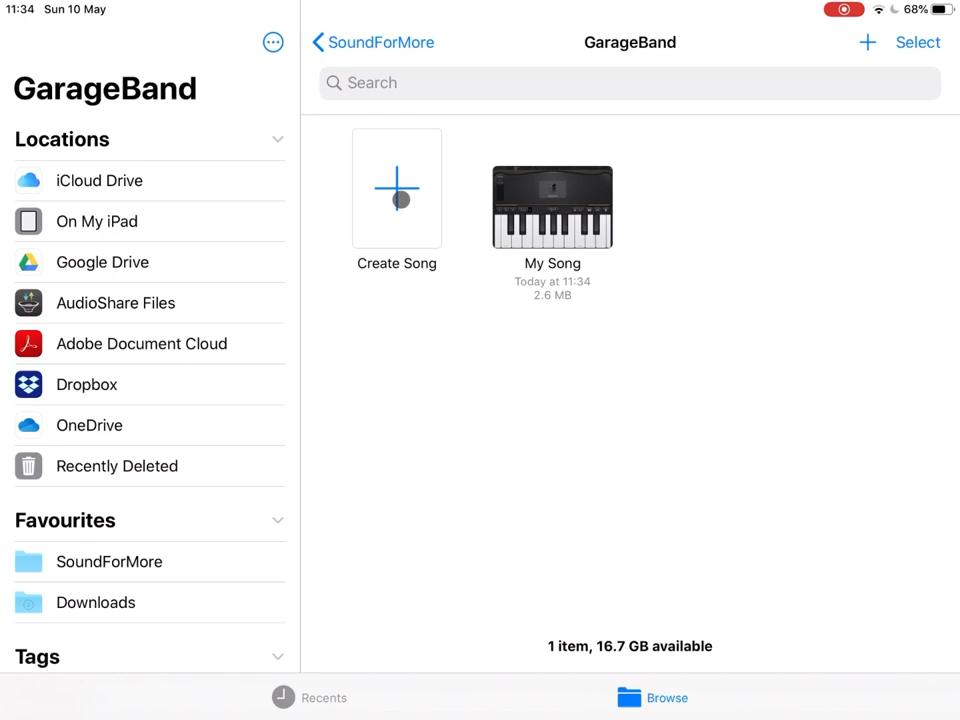 11:34 Sun 10 May
68%
GarageBand
Locations
iCloud Drive
On My iPad
Google Drive
AudioShare Files
Adobe Document Cloud
Dropbox
OneDrive
Recently Deleted
Favourites
SoundForMore
Downloads
Tags
SoundForMore
GarageBand
Select
Search
Create Song
My Song
Today at 11:34
2.6 MB
1 item, 16.7 GB available
Recents
Browse